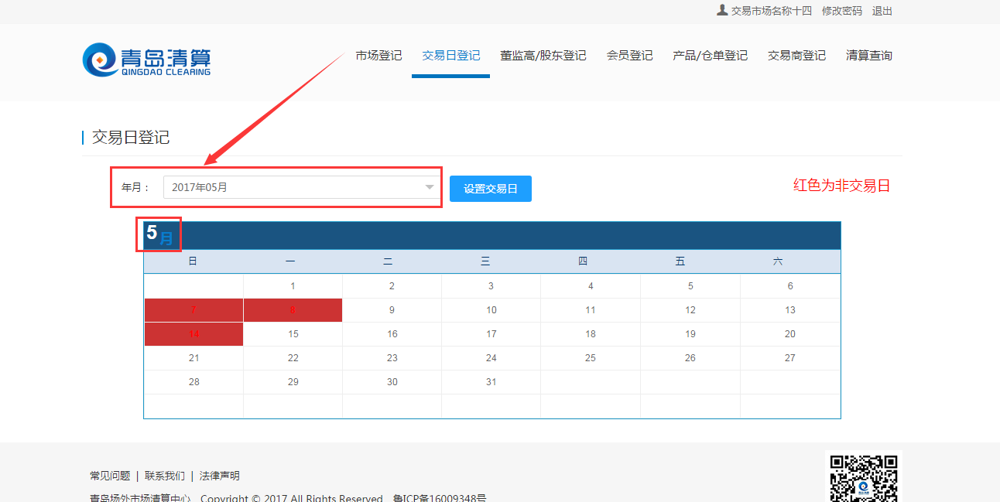 交易市场名称十四 修改密码 退出
青岛清算
QINGDAO CLEARING
市场登记 交易日登记 董监高/股东登记 会员登记 产品/仓单登记 交易商登记 清算查询
交易日登记
年月： 2017年05月 设置交易日 红色为非交易日
5月
日 一 二 三 四 五 六
1 2 3 4 5 6
7 8 9 10 11 12 13
14 15 16 17 18 19 20
21 22 23 24 25 26 27
28 29 30 31
常见问题 | 联系我们 | 法律声明
青岛场外市场清算中心 Copyright © 2017 All Rights Reserved 鲁ICP备16009348号